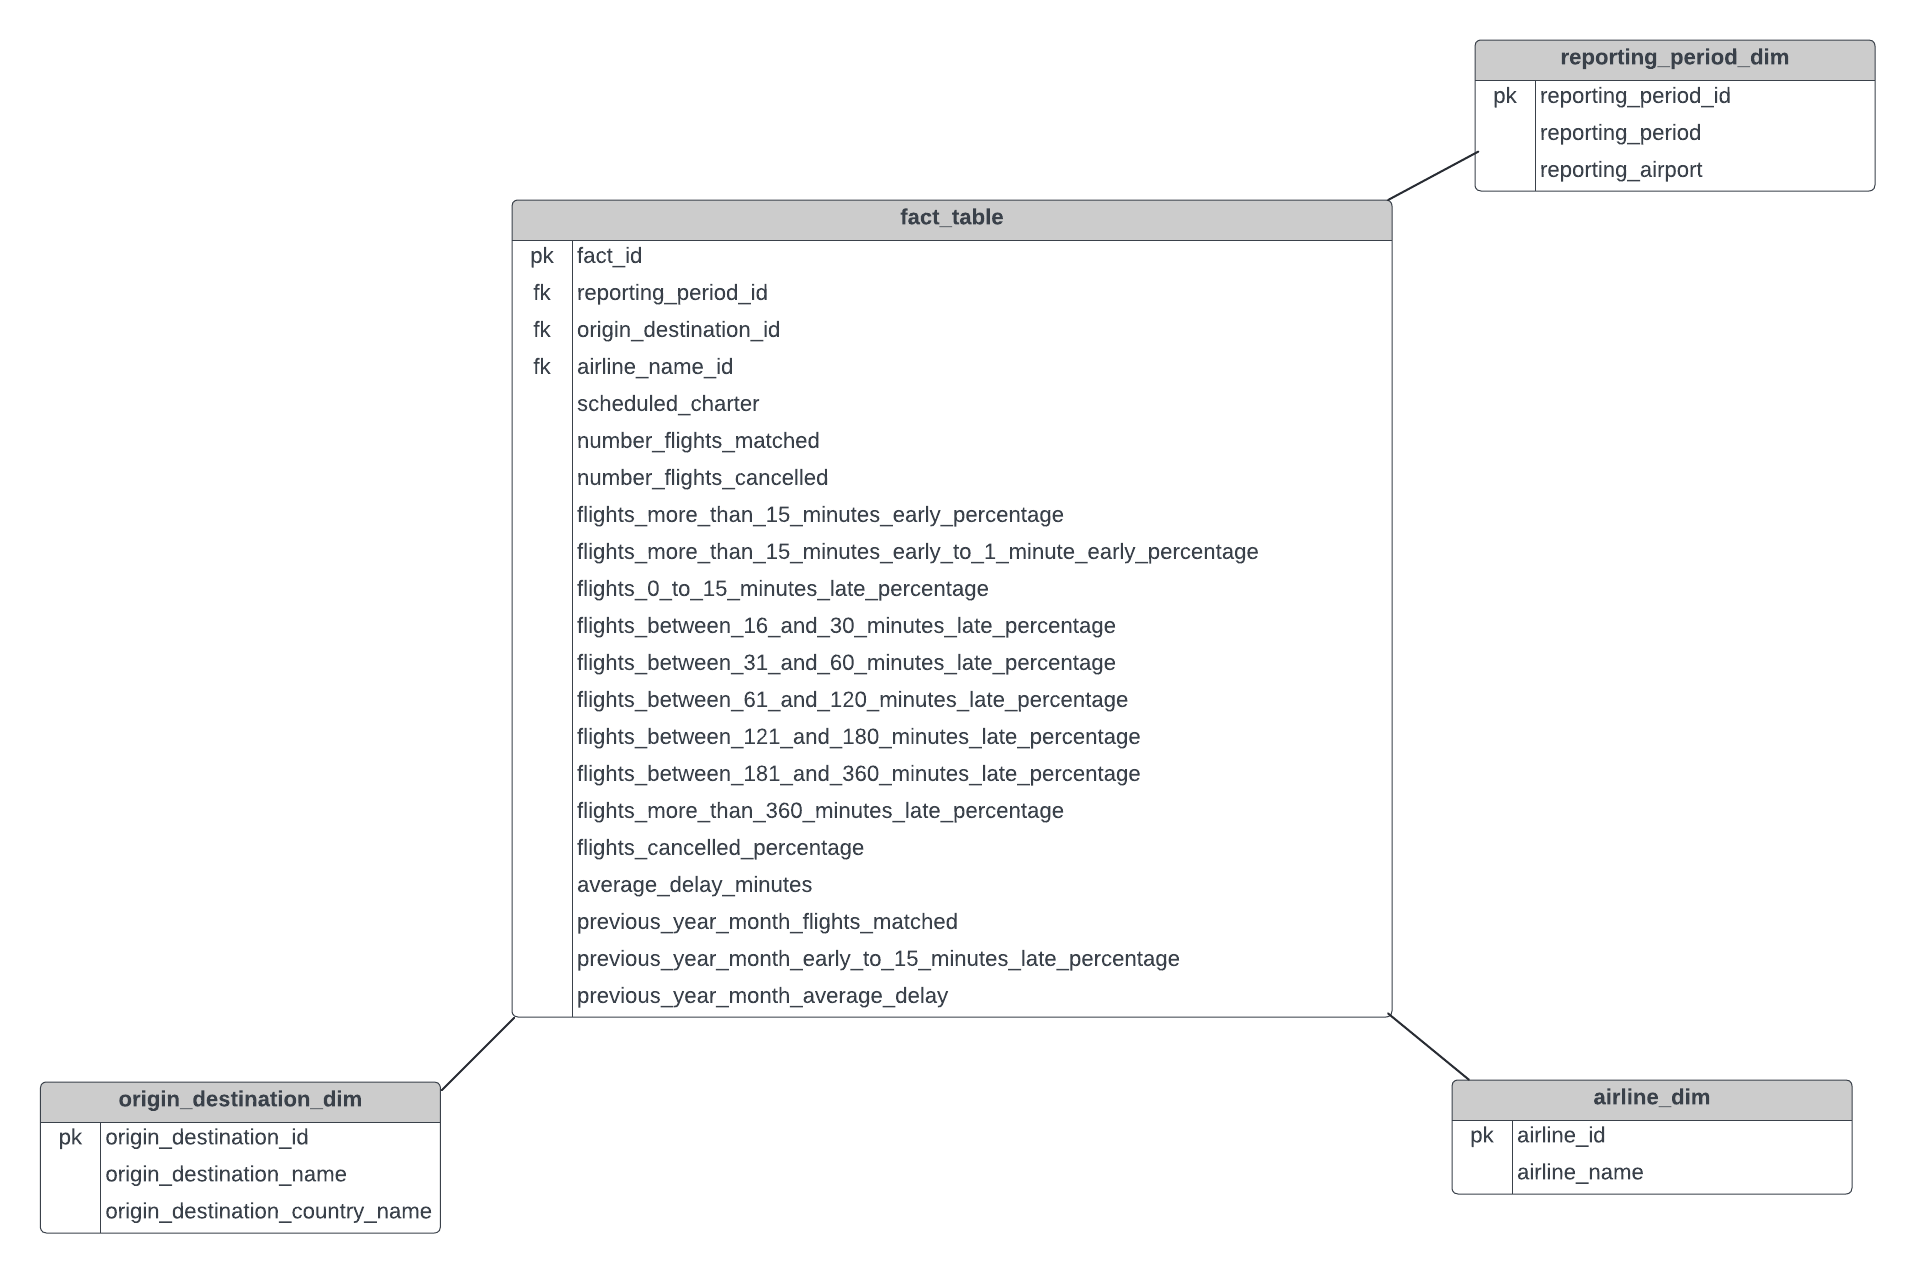 reporting_period_dim
pk reporting_period_id
reporting_period
reporting_airport
fact_table
pk fact_id
fk reporting_period_id
fk origin_destination_id
fk airline_name_id
scheduled_charter
number_flights_matched
number_flights_cancelled
flights_more_than_15_minutes_early_percentage
flights_more_than_15_minutes_early_to_1_minute_early_percentage
flights_0_to_15_minutes_late_percentage
flights_between_16_and_30_minutes_late_percentage
flights_between_31_and_60_minutes_late_percentage
flights_between_61_and_120_minutes_late_percentage
flights_between_121_and_180_minutes_late_percentage
flights_between_181_and_360_minutes_late_percentage
flights_more_than_360_minutes_late_percentage
flights_cancelled_percentage
average_delay_minutes
previous_year_month_flights_matched
previous_year_month_early_to_15_minutes_late_percentage
previous_year_month_average_delay
origin_destination_dim
pk origin_destination_id
origin_destination_name
origin_destination_country_name
airline_dim
pk airline_id
airline_name